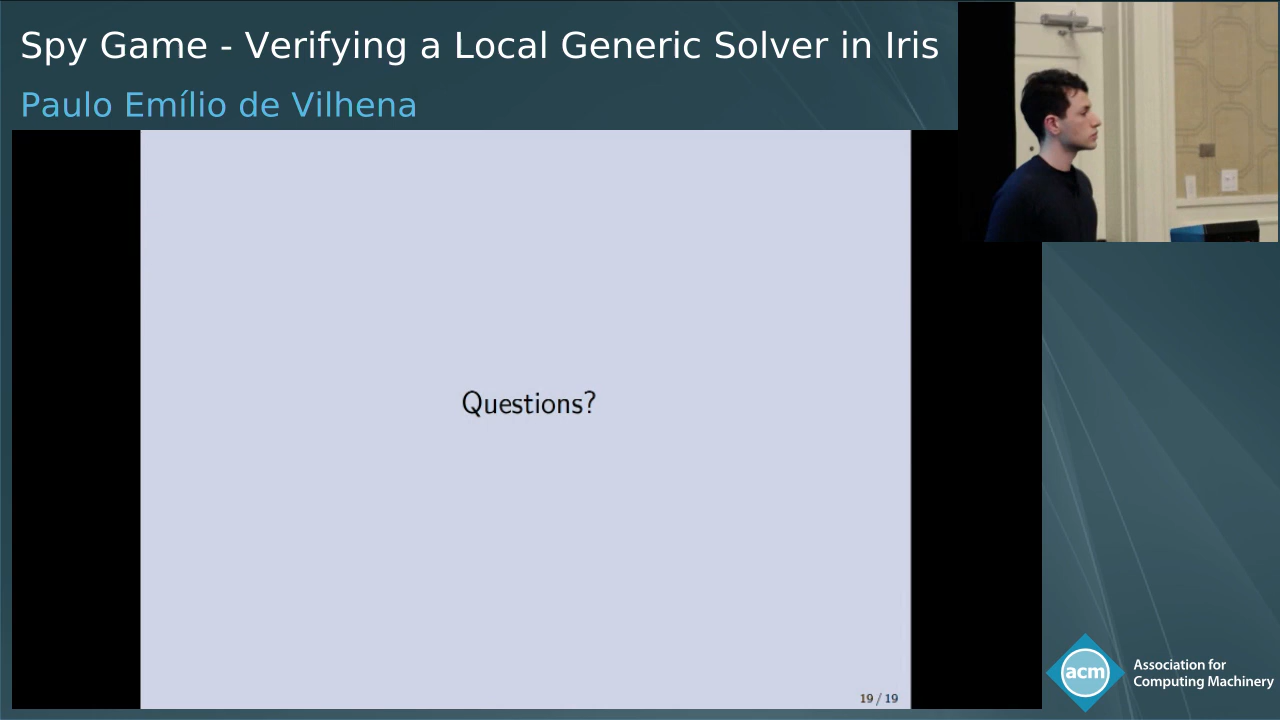 Spy Game - Verifying a Local Generic Solver in Iris
Paulo Emílio de Vilhena
Questions?
19 / 19
acm
Association for
Computing Machinery